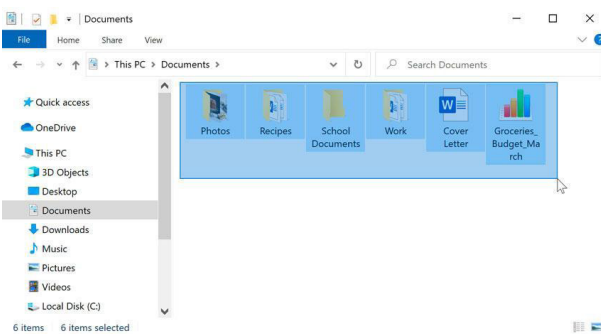 Documents
File Home Share View
This PC > Documents >
Search Documents
Quick access
OneDrive
This PC
3D Objects
Desktop
Documents
Downloads
Music
Pictures
Videos
Local Disk (C:)
Photos
Recipes
School
Documents
Work
Cover
Letter
Groceries_
Budget_Ma
rch
6 items 6 items selected